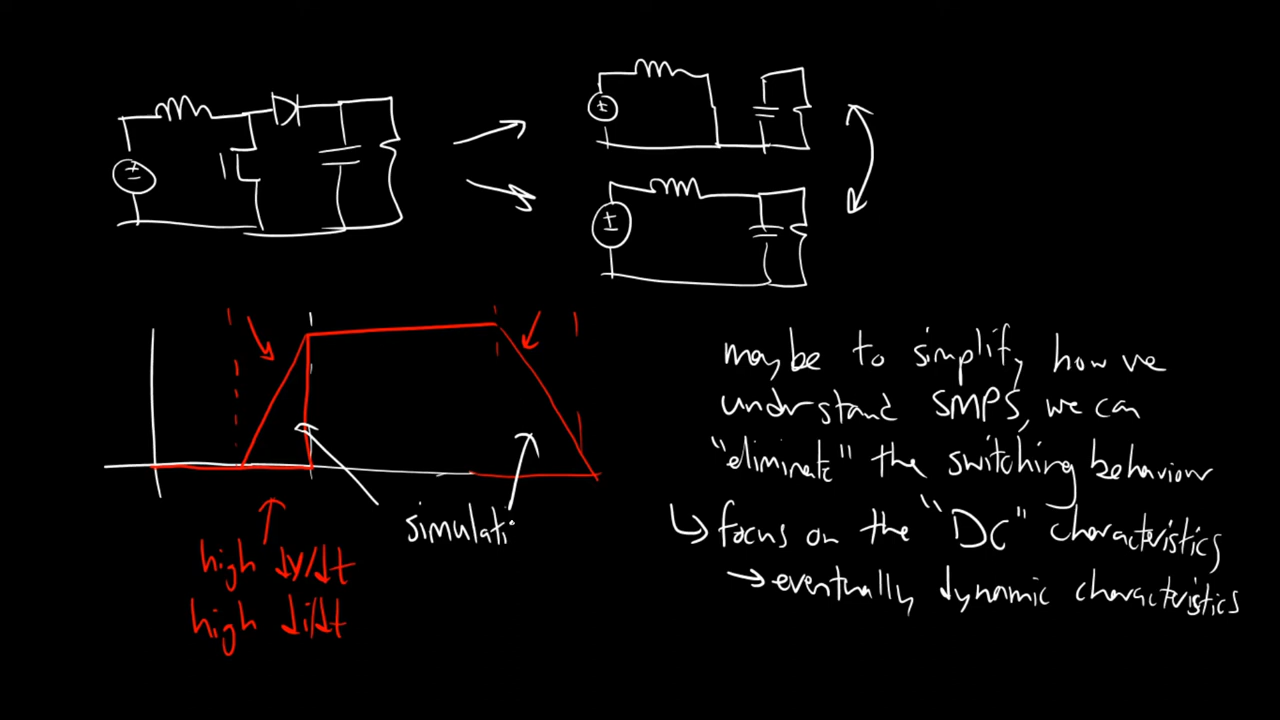 maybe to simplify how we
understand SMPS, we can
"eliminate" the switching behaviour
↳ focus on the "DC" characteristics
→ eventually dynamic characteristics
simulati
high dv/dt
high di/dt